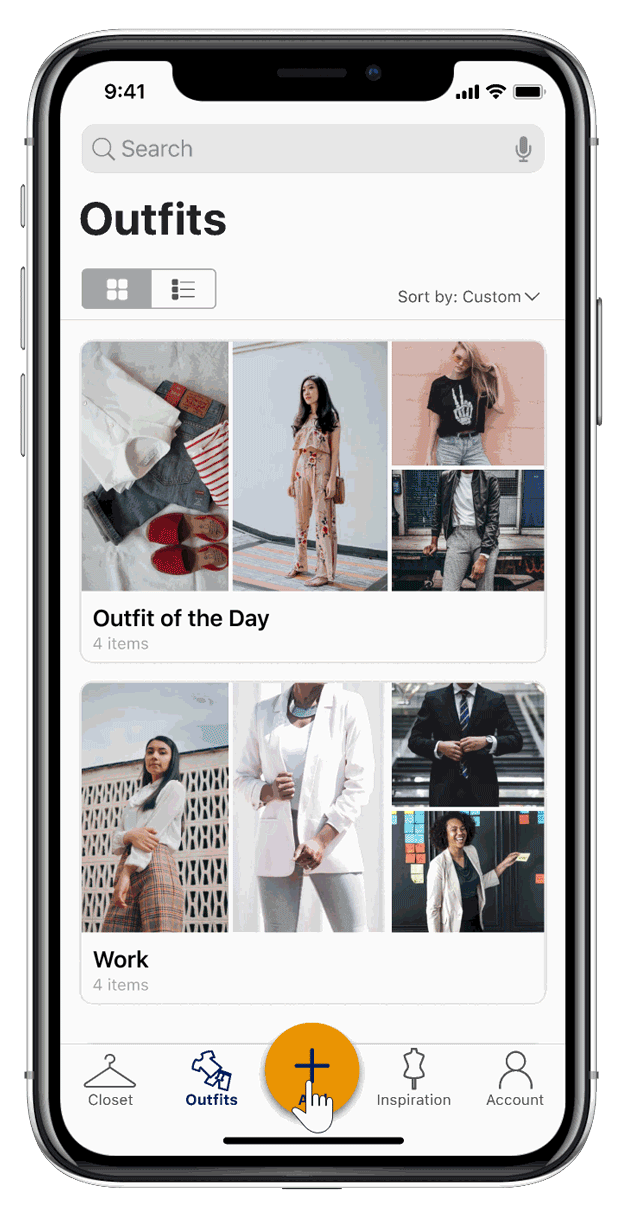 9:41
Search
Outfits
Sort by: Custom
Outfit of the Day
4 items
Work
4 items
Closet
Outfits
Inspiration
Account